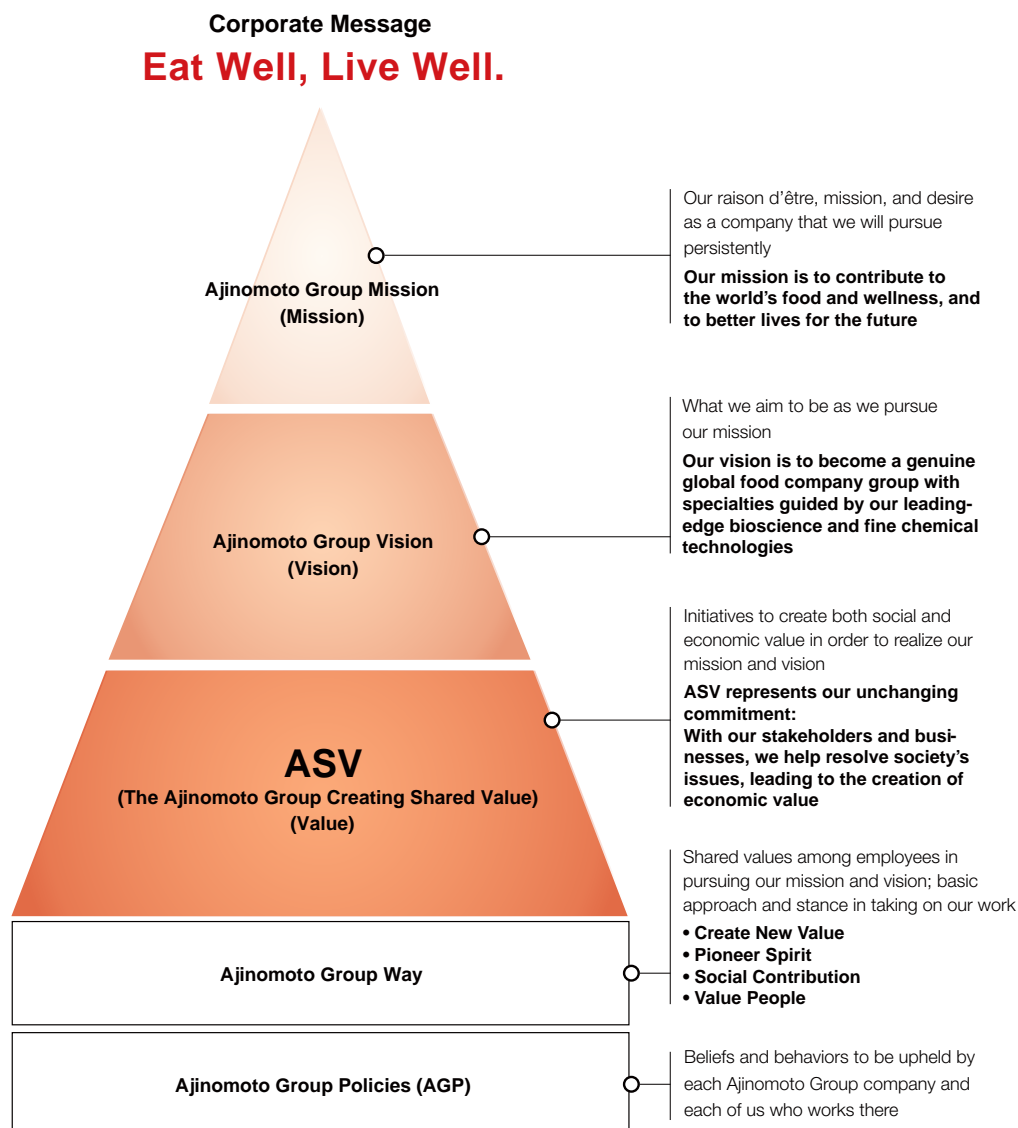 Corporate Message
Eat Well, Live Well.
Ajinomoto Group Mission
(Mission)
Our raison d’être, mission, and desire
as a company that we will pursue
persistently
Our mission is to contribute to
the world’s food and wellness, and
to better lives for the future
Ajinomoto Group Vision
(Vision)
What we aim to be as we pursue
our mission
Our vision is to become a genuine
global food company group with
specialties guided by our leading-
edge bioscience and fine chemical
technologies
ASV
(The Ajinomoto Group Creating Shared Value)
(Value)
Initiatives to create both social and
economic value in order to realize our
mission and vision
ASV represents our unchanging
commitment:
With our stakeholders and busi-
nesses, we help resolve society’s
issues, leading to the creation of
economic value
Ajinomoto Group Way
Shared values among employees in
pursuing our mission and vision; basic
approach and stance in taking on our work
• Create New Value
• Pioneer Spirit
• Social Contribution
• Value People
Ajinomoto Group Policies (AGP)
Beliefs and behaviors to be upheld by
each Ajinomoto Group company and
each of us who works there